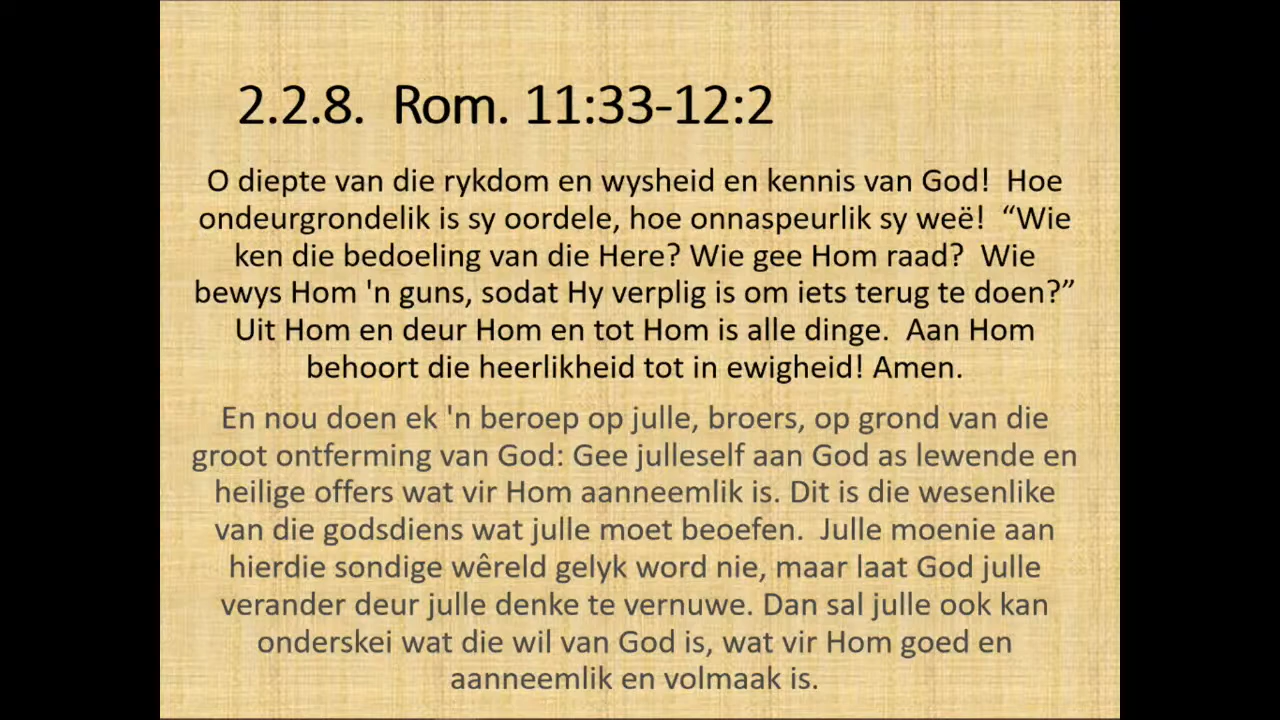 2.2.8.  Rom. 11:33-12:2
O diepte van die rykdom en wysheid en kennis van God!  Hoe
ondeurgrondelik is sy oordele, hoe onnaspeurlik sy weë!  “Wie
ken die bedoeling van die Here? Wie gee Hom raad?  Wie
bewys Hom 'n guns, sodat Hy verplig is om iets terug te doen?”
Uit Hom en deur Hom en tot Hom is alle dinge.  Aan Hom
behoort die heerlikheid tot in ewigheid! Amen.
En nou doen ek 'n beroep op julle, broers, op grond van die
groot ontferming van God: Gee julleself aan God as lewende en
heilige offers wat vir Hom aanneemlik is. Dit is die wesenlike
van die godsdiens wat julle moet beoefen.  Julle moenie aan
hierdie sondige wêreld gelyk word nie, maar laat God julle
verander deur julle denke te vernuwe. Dan sal julle ook kan
onderskei wat die wil van God is, wat vir Hom goed en
aanneemlik en volmaak is.